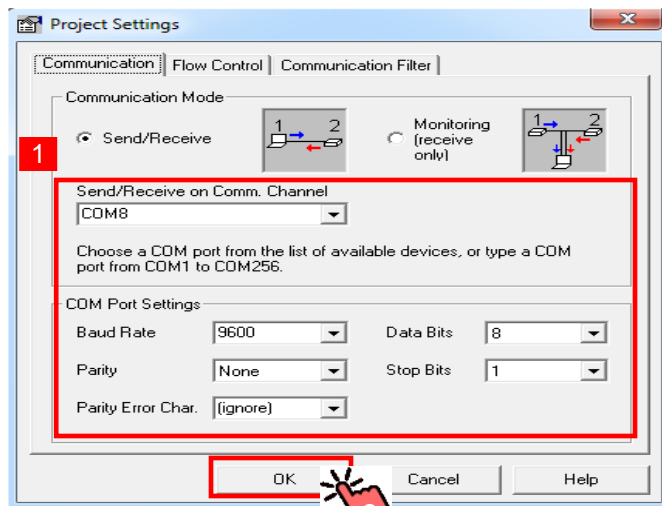 Project Settings
Communication
Flow Control
Communication Filter
Communication Mode
Send/Receive
1 2
Monitoring
(receive
only)
1 2
1
Send/Receive on Comm. Channel
COM8
Choose a COM port from the list of available devices, or type a COM
port from COM1 to COM256.
COM Port Settings
Baud Rate 9600 Data Bits 8
Parity None Stop Bits 1
Parity Error Char. (ignore)
OK Cancel Help